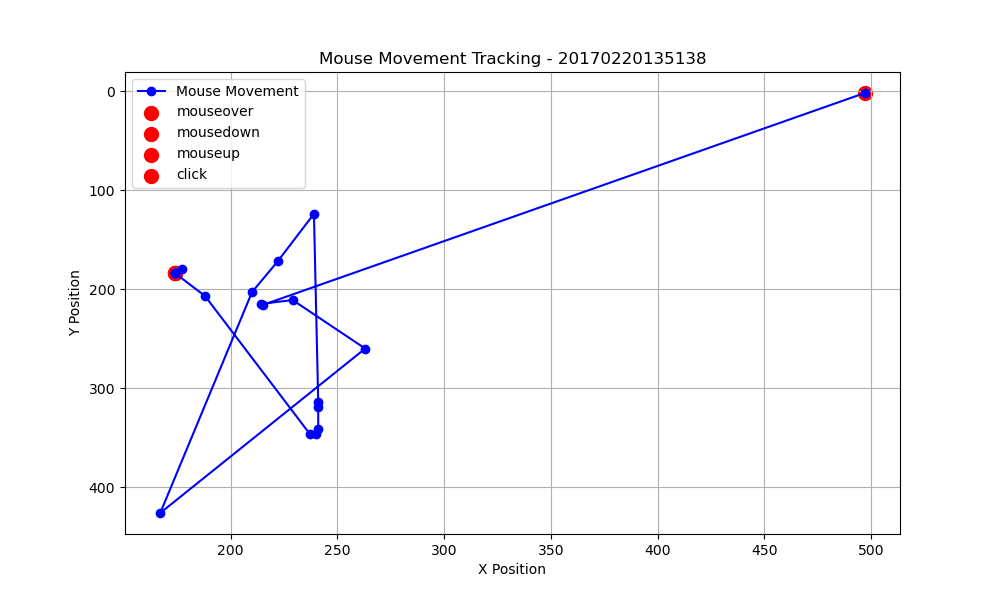 Mouse Movement Tracking - 20170220135138
Mouse Movement
mouseover
mousedown
mouseup
click
Y Position
0
100
200
300
400
200 250 300 350 400 450 500
X Position